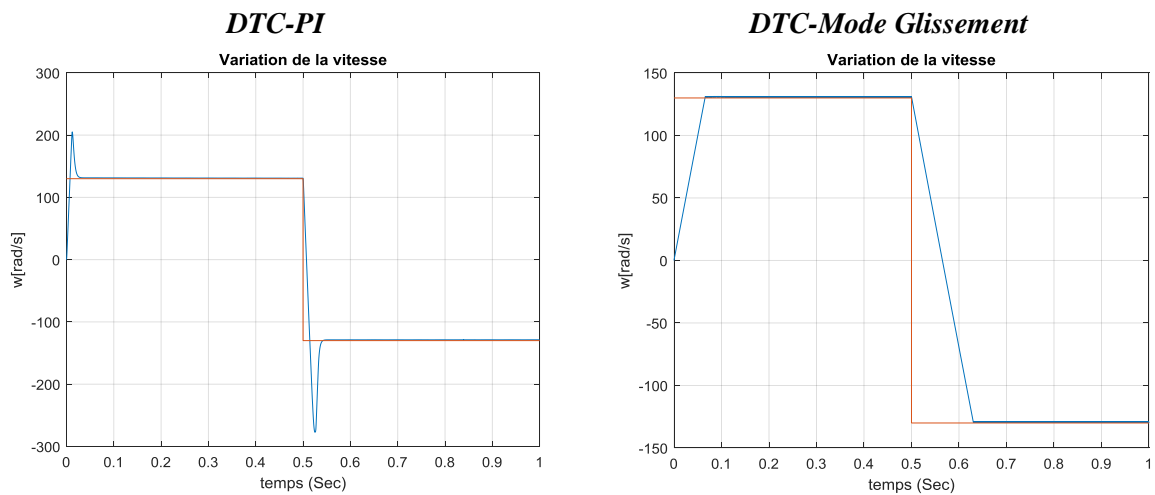 DTC-PI
Variation de la vitesse
300
200
100
0
-100
-200
-300
w[rad/s]
0 0.1 0.2 0.3 0.4 0.5 0.6 0.7 0.8 0.9 1
temps (Sec)
DTC-Mode Glissement
Variation de la vitesse
150
100
50
0
-50
-100
-150
w[rad/s]
0 0.1 0.2 0.3 0.4 0.5 0.6 0.7 0.8 0.9 1
temps (Sec)